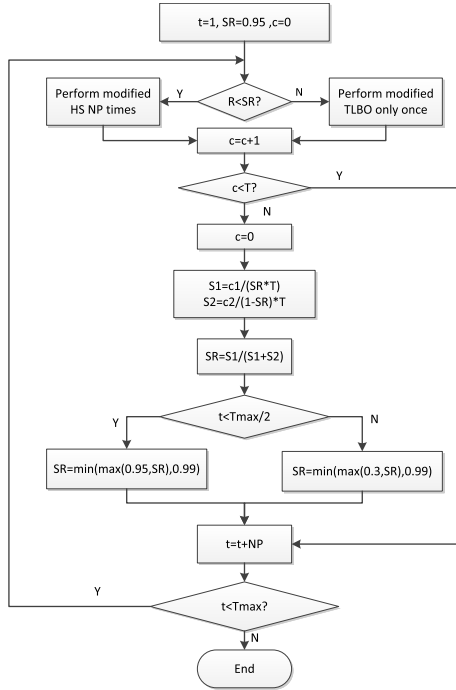 t=1, SR=0.95 ,c=0
Perform modified
HS NP times
Y
R<SR?
N
Perform modified
TLBO only once
c=c+1
c<T?
Y
N
c=0
S1=c1/(SR*T)
S2=c2/(1-SR)*T
SR=S1/(S1+S2)
t<Tmax/2
Y
N
SR=min(max(0.95,SR),0.99)
SR=min(max(0.3,SR),0.99)
t=t+NP
Y
t<Tmax?
N
End